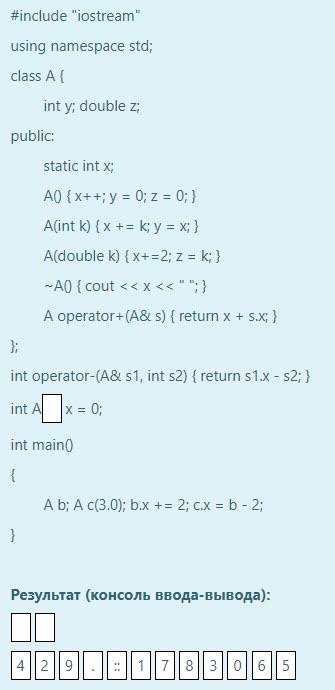 #include "iostream"
using namespace std;
class A {
int y; double z;
public:
static int x;
A() { x++; y = 0; z = 0; }
A(int k) { x += k; y = x; }
A(double k) { x+=2; z = k; }
~A() { cout << x << " "; }
A operator+(A& s) { return x + s.x; }
};
int operator-(A& s1, int s2) { return s1.x - s2; }
int A x = 0;
int main()
{
A b; A c(3.0); b.x += 2; c.x = b - 2;
}
Результат (консоль ввода-вывода):
4 2 9 . :: 1 7 8 3 0 6 5